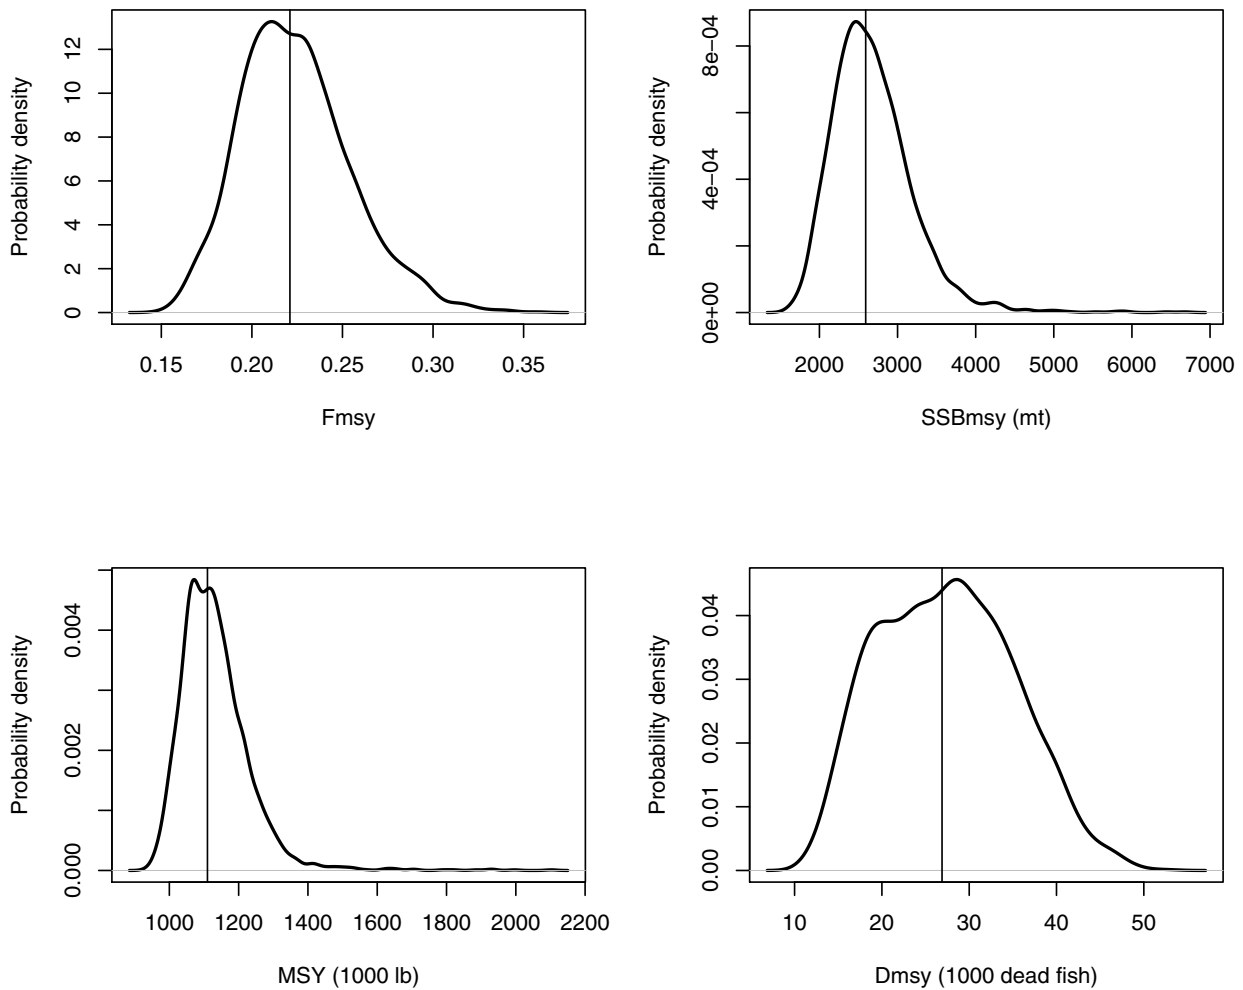 Probability density
0 2 4 6 8 10 12
0.15 0.20 0.25 0.30 0.35
Fmsy
Probability density
0e+00 4e−04 8e−04
2000 3000 4000 5000 6000 7000
SSBmsy (mt)
Probability density
0.000 0.002 0.004
1000 1200 1400 1600 1800 2000 2200
MSY (1000 lb)
Probability density
0.00 0.01 0.02 0.03 0.04
10 20 30 40 50
Dmsy (1000 dead fish)